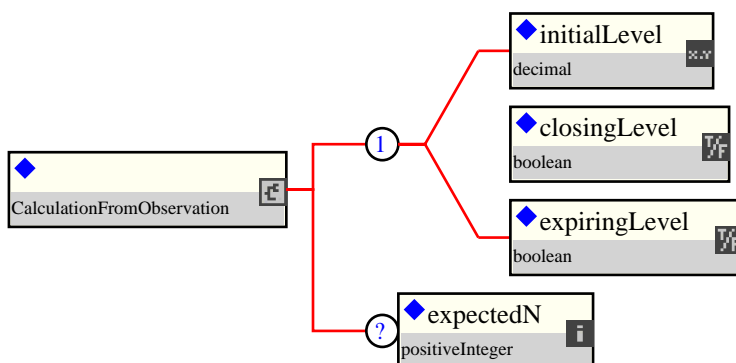 initialLevel
x.y
decimal
closingLevel
T/F
boolean
1
CalculationFromObservation
expiringLevel
T/F
boolean
?
expectedN
i
positiveInteger